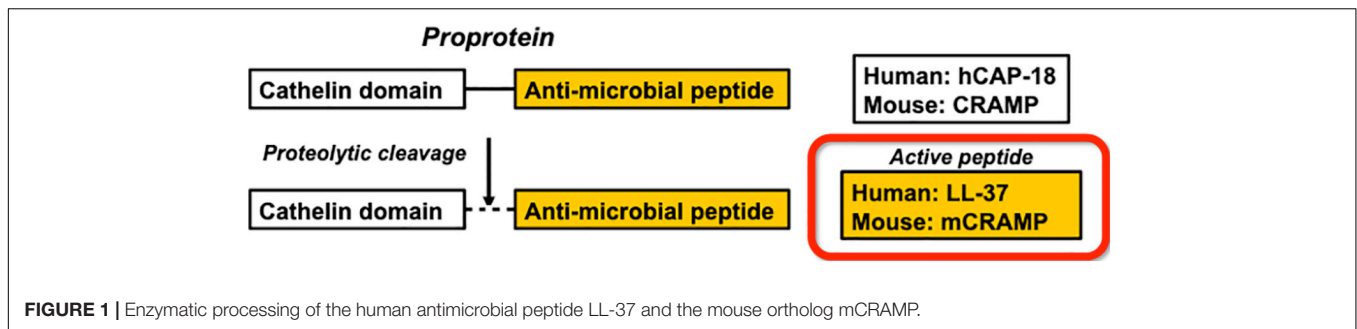 Proprotein
Cathelin domain
Anti-microbial peptide
Human: hCAP-18
Mouse: CRAMP
Proteolytic cleavage
Cathelin domain
Anti-microbial peptide
Active peptide
Human: LL-37
Mouse: mCRAMP
FIGURE 1 | Enzymatic processing of the human antimicrobial peptide LL-37 and the mouse ortholog mCRAMP.